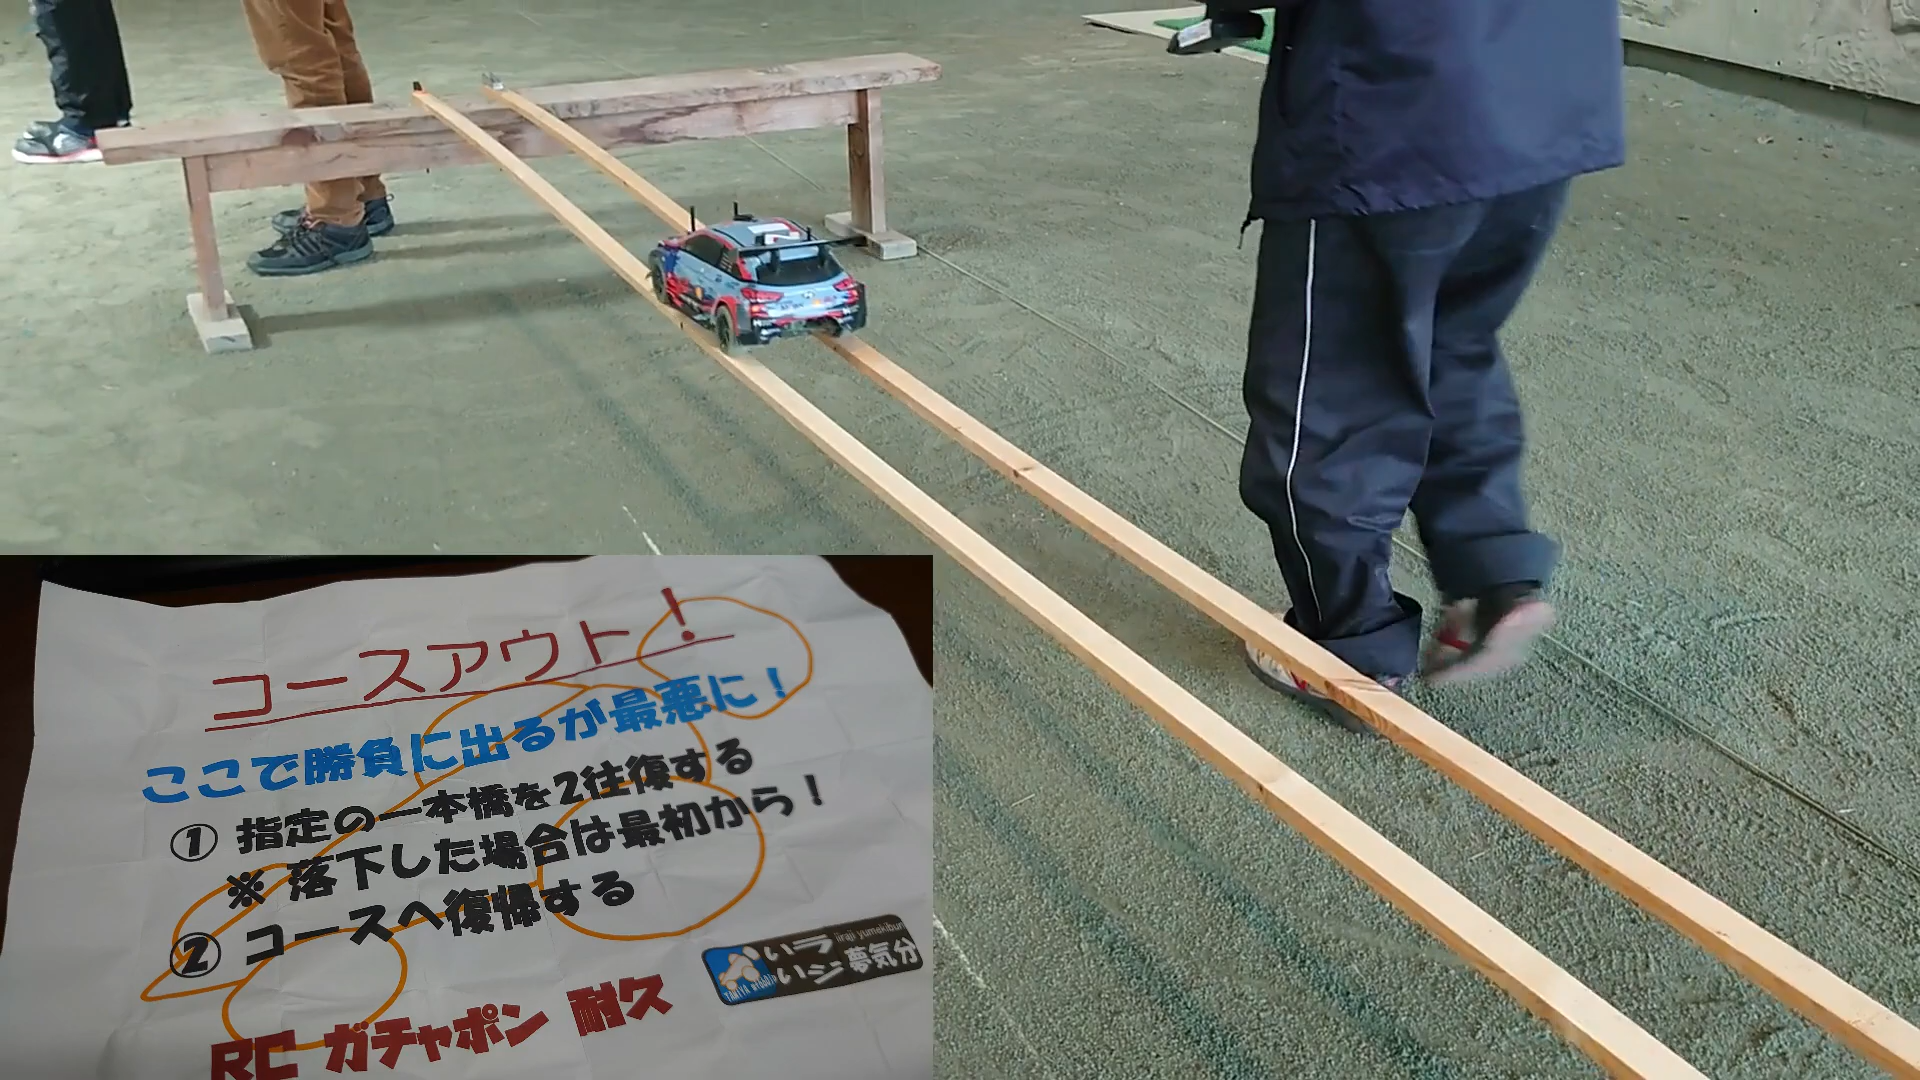 コースアウト！
ここで勝負に出るが最悪に！
① 指定の一本橋を2往復する
※ 落下した場合は最初から！
② コースへ復帰する
RC ガチャポン 耐久
いラ
いジ 夢気分
jiraji yumekibun